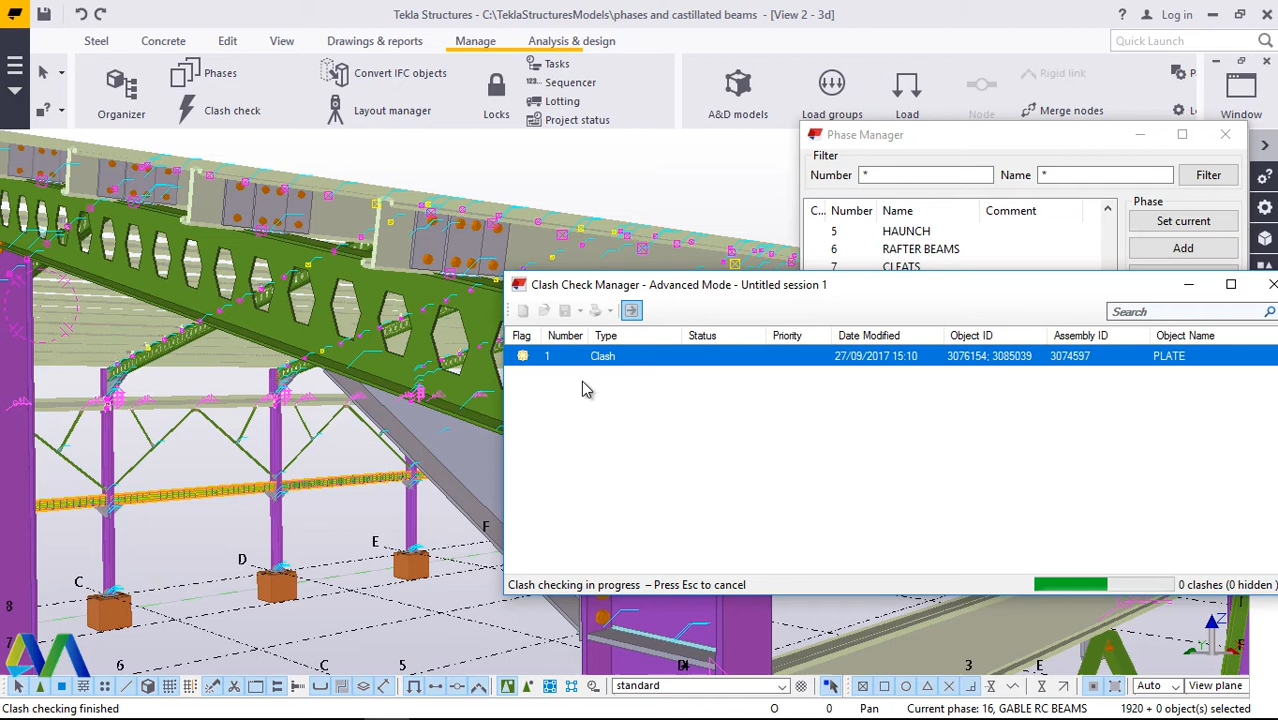 Tekla Structures - C:\TeklaStructuresModels\phases and castillated beams - [View 2 - 3d]
Log in
Steel Concrete Edit View Drawings & reports Manage Analysis & design
Quick Launch
Phases
Clash check
Organizer
Convert IFC objects
Layout manager
Locks
Tasks
Sequencer
Lotting
Project status
A&D models
Load groups
Load
Node
Rigid link
Merge nodes
Window
Phase Manager
Filter
Number * Name * Filter
C... Number Name Comment
5 HAUNCH
6 RAFTER BEAMS
7 CLEATS
Phase
Set current
Add
Clash Check Manager - Advanced Mode - Untitled session 1
Search
Flag Number Type Status Priority Date Modified Object ID Assembly ID Object Name
1 Clash 27/09/2017 15:10 3076154; 3085039 3074597 PLATE
Clash checking in progress – Press Esc to cancel
0 clashes (0 hidden
F
E
D
C
8
7
6
C
5
3
E
Z
standard
Auto
View plane
Clash checking finished
O 0 Pan Current phase: 16, GABLE RC BEAMS 1920 + 0 object(s) selected